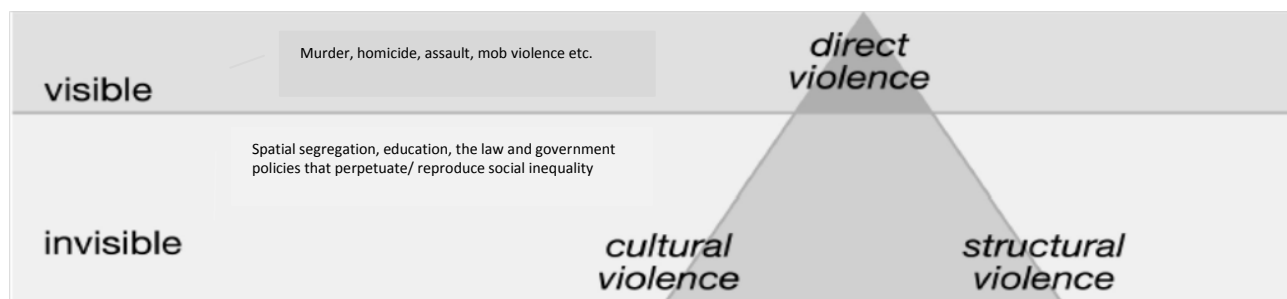 Murder, homicide, assault, mob violence etc.
direct
violence
visible
Spatial segregation, education, the law and government
policies that perpetuate/ reproduce social inequality
invisible
cultural
violence
structural
violence